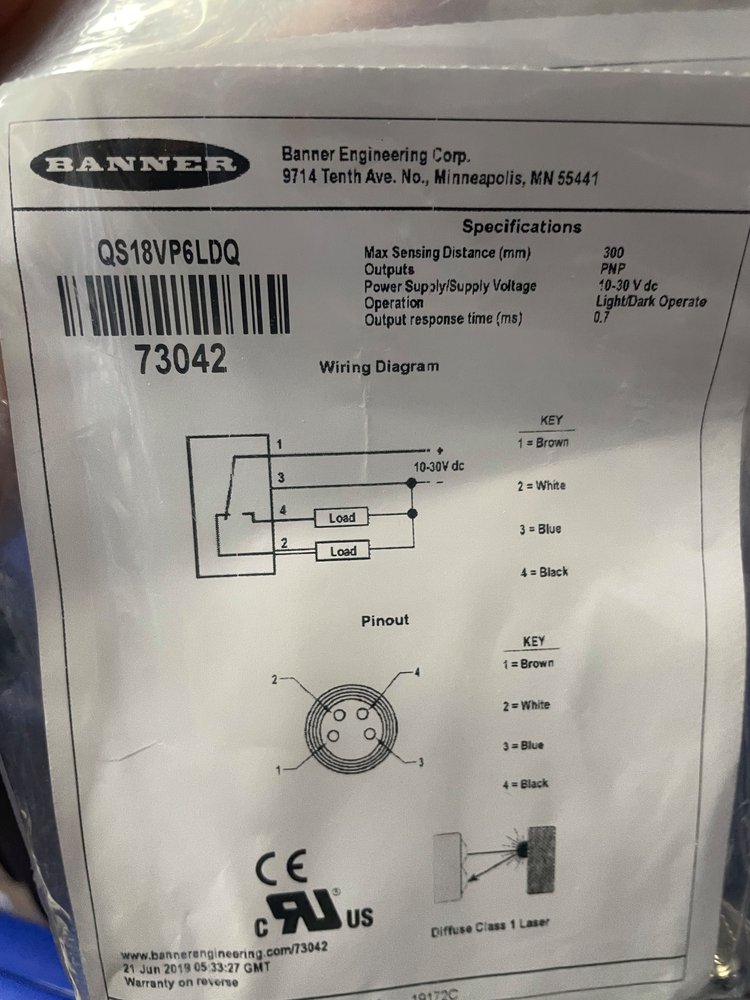 BANNER
Banner Engineering Corp.
9714 Tenth Ave. No., Minneapolis, MN 55441
QS18VP6LDQ
73042
Specifications
Max Sensing Distance (mm) 300
Outputs PNP
Power Supply/Supply Voltage 10-30 V dc
Operation Light/Dark Operate
Output response time (ms) 0.7
Wiring Diagram
1 +
10-30V dc
3 -
4 Load
2 Load
KEY
1 = Brown
2 = White
3 = Blue
4 = Black
Pinout
2 4
1 3
KEY
1 = Brown
2 = White
3 = Blue
4 = Black
CE
C RU ® US
Diffuse Class 1 Laser
www.bannerengineering.com/73042
21 Jun 2019 05:33:27 GMT
Warranty on reverse
19172C